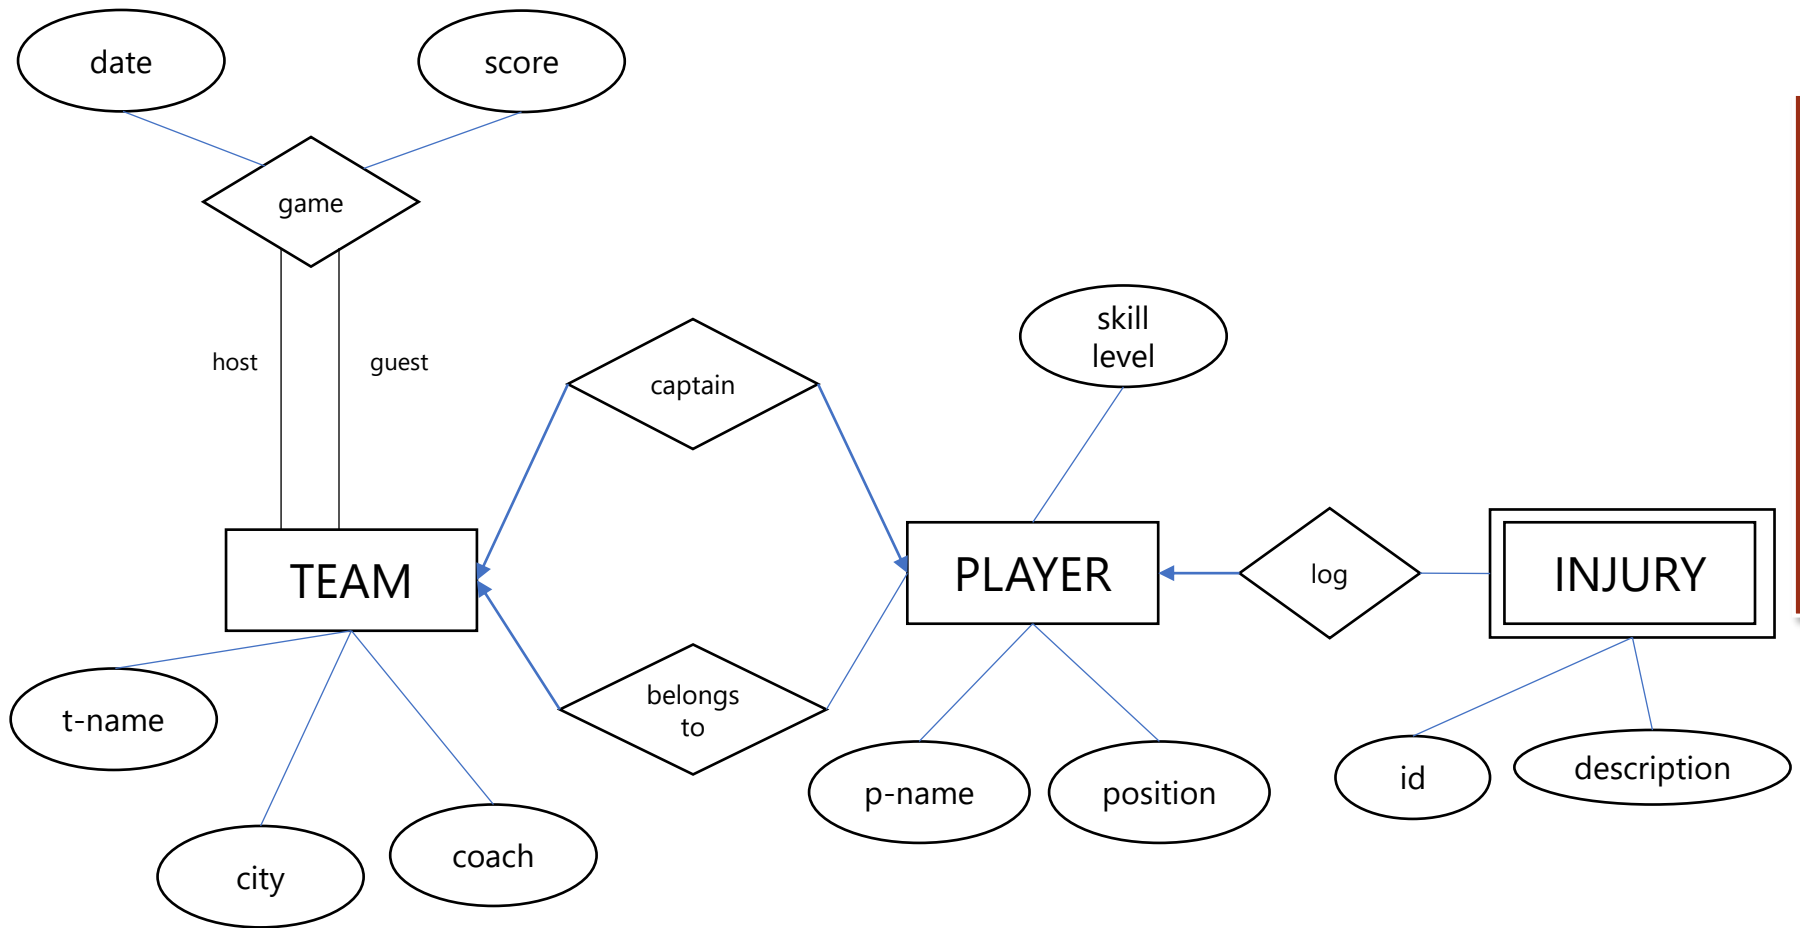 date
score
game
host
guest
captain
skill
level
TEAM
PLAYER
log
INJURY
belongs
to
t-name
city
coach
p-name
position
id
description